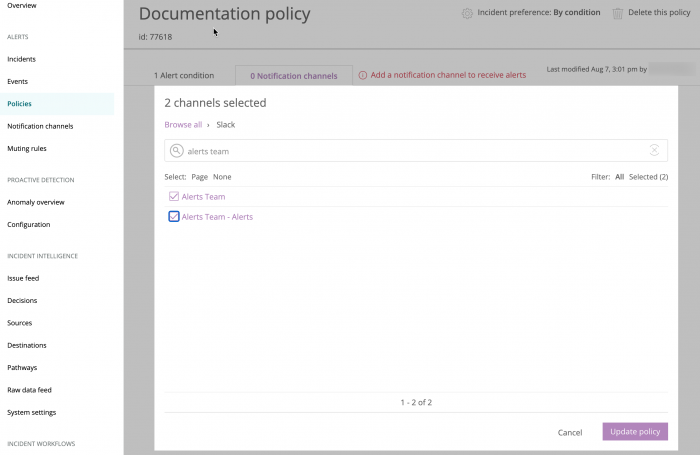 Overview
ALERTS
Incidents
Events
Policies
Notification channels
Muting rules
PROACTIVE DETECTION
Anomaly overview
Configuration
INCIDENT INTELLIGENCE
Issue feed
Decisions
Sources
Destinations
Pathways
Raw data feed
System settings
INCIDENT WORKFLOWS
Documentation policy
Incident preference: By condition
Delete this policy
id: 77618
1 Alert condition
0 Notification channels
Add a notification channel to receive alerts
Last modified Aug 7, 3:01 pm by
2 channels selected
Browse all › Slack
alerts team
Select: Page None
Filter: All Selected (2)
Alerts Team
Alerts Team - Alerts
1 - 2 of 2
Cancel
Update policy